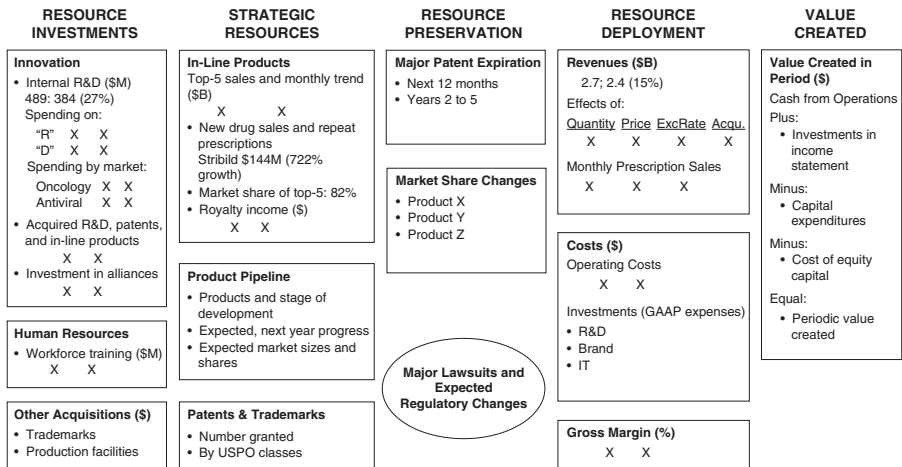 RESOURCE
INVESTMENTS
Innovation
• Internal R&D ($M)
489: 384 (27%)
Spending on:
“R” X X
“D” X X
Spending by market:
Oncology X X
Antiviral X X
• Acquired R&D, patents,
and in-line products
X X
• Investment in alliances
X X
Human Resources
• Workforce training ($M)
X X
Other Acquisitions ($)
• Trademarks
• Production facilities
STRATEGIC
RESOURCES
In-Line Products
Top-5 sales and monthly trend
($B)
X X
• New drug sales and repeat
prescriptions
Stribild $144M (722%
growth)
• Market share of top-5: 82%
• Royalty income ($)
X X
Product Pipeline
• Products and stage of
development
• Expected, next year progress
• Expected market sizes and
shares
Patents & Trademarks
• Number granted
• By USPO classes
RESOURCE
PRESERVATION
Major Patent Expiration
• Next 12 months
• Years 2 to 5
Market Share Changes
• Product X
• Product Y
• Product Z
Major Lawsuits and
Expected
Regulatory Changes
RESOURCE
DEPLOYMENT
Revenues ($B)
2.7; 2.4 (15%)
Effects of:
Quantity Price ExcRate Acqu.
X X X X
Monthly Prescription Sales
X X X
Costs ($)
Operating Costs
X X
Investments (GAAP expenses)
• R&D
• Brand
• IT
Gross Margin (%)
X X
VALUE
CREATED
Value Created in
Period ($)
Cash from Operations
Plus:
• Investments in
income
statement
Minus:
• Capital
expenditures
Minus:
• Cost of equity
capital
Equal:
• Periodic value
created